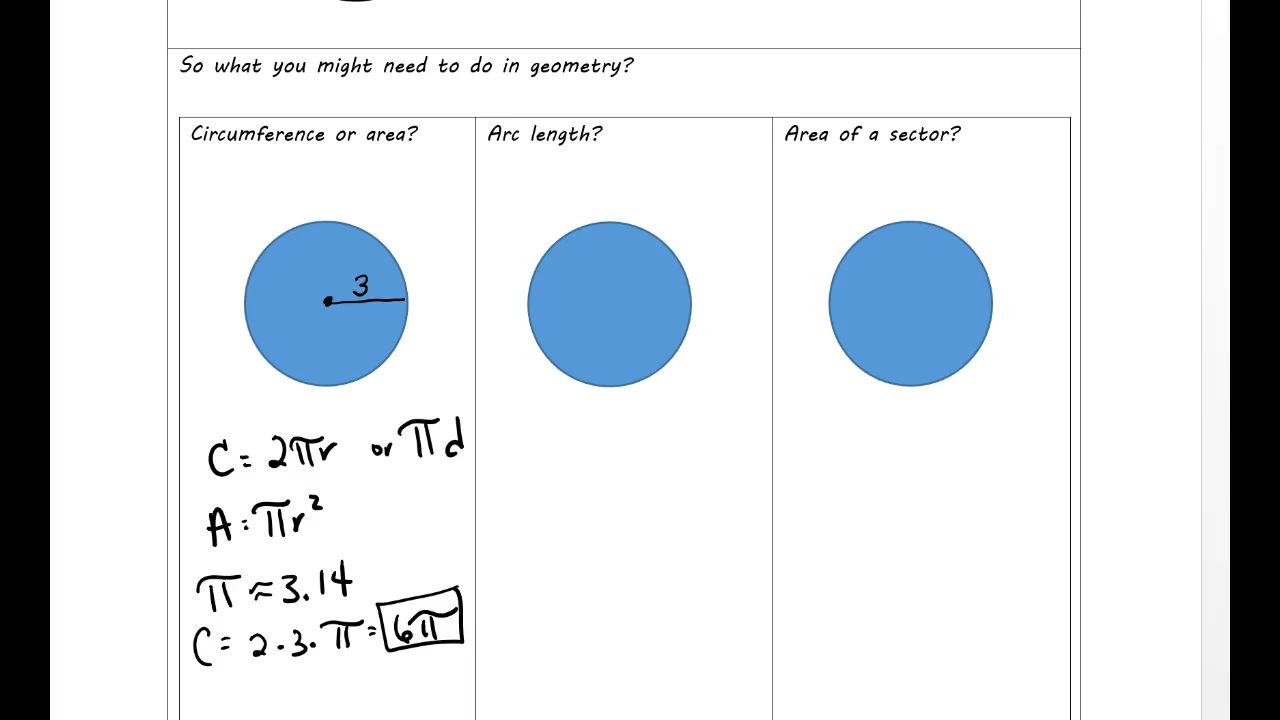 So what you might need to do in geometry?
Circumference or area?
3
C = 2πr or πd
A = πr²
π ≈ 3.14
C = 2 · 3 · π = 6π
Arc length?
Area of a sector?